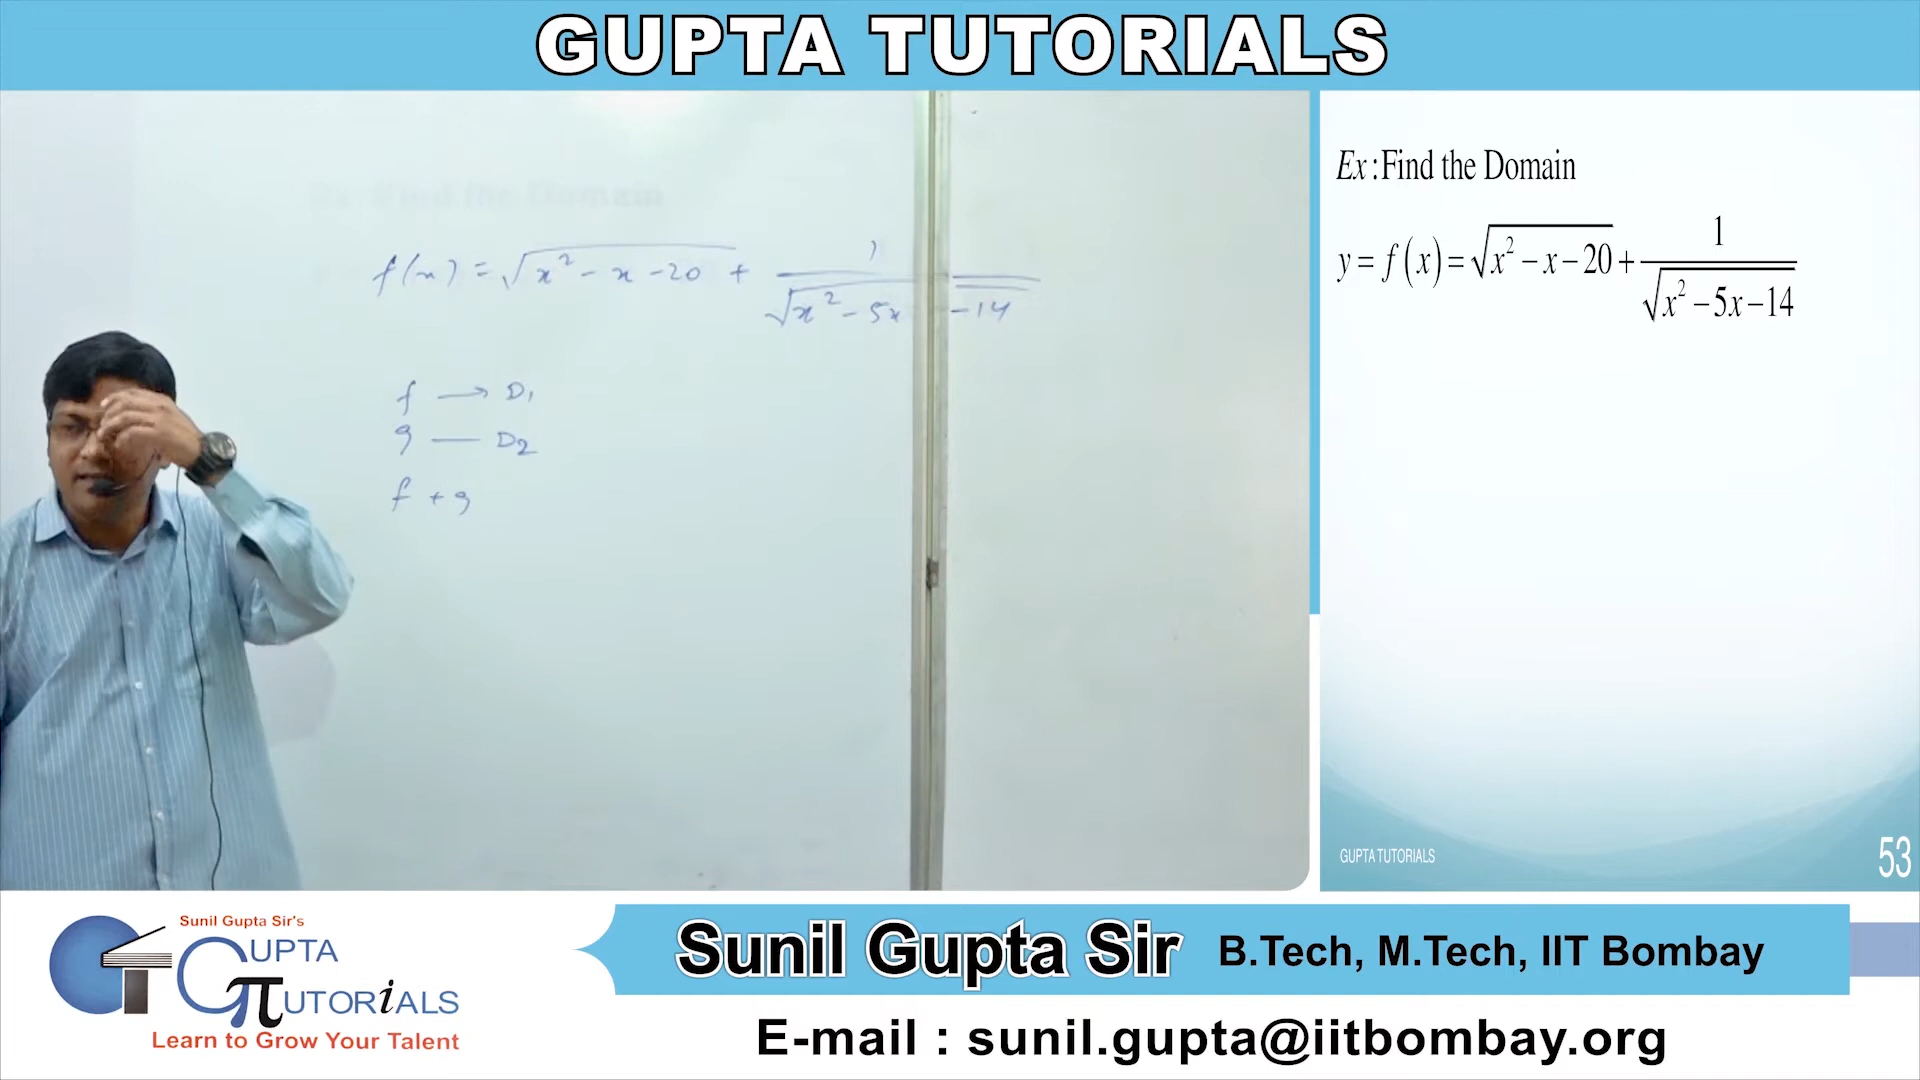 GUPTA TUTORIALS
f(x) = √x² - x - 20 + 1/√x² - 5x - 14
f → D₁
g — D₂
f + g
Ex: Find the Domain
y = f(x) = √x² - x - 20 + 1/√x² - 5x - 14
GUPTA TUTORIALS
53
Sunil Gupta Sir's
GUPTA
TUTORiALS
Learn to Grow Your Talent
Sunil Gupta Sir B.Tech, M.Tech, IIT Bombay
E-mail : sunil.gupta@iitbombay.org